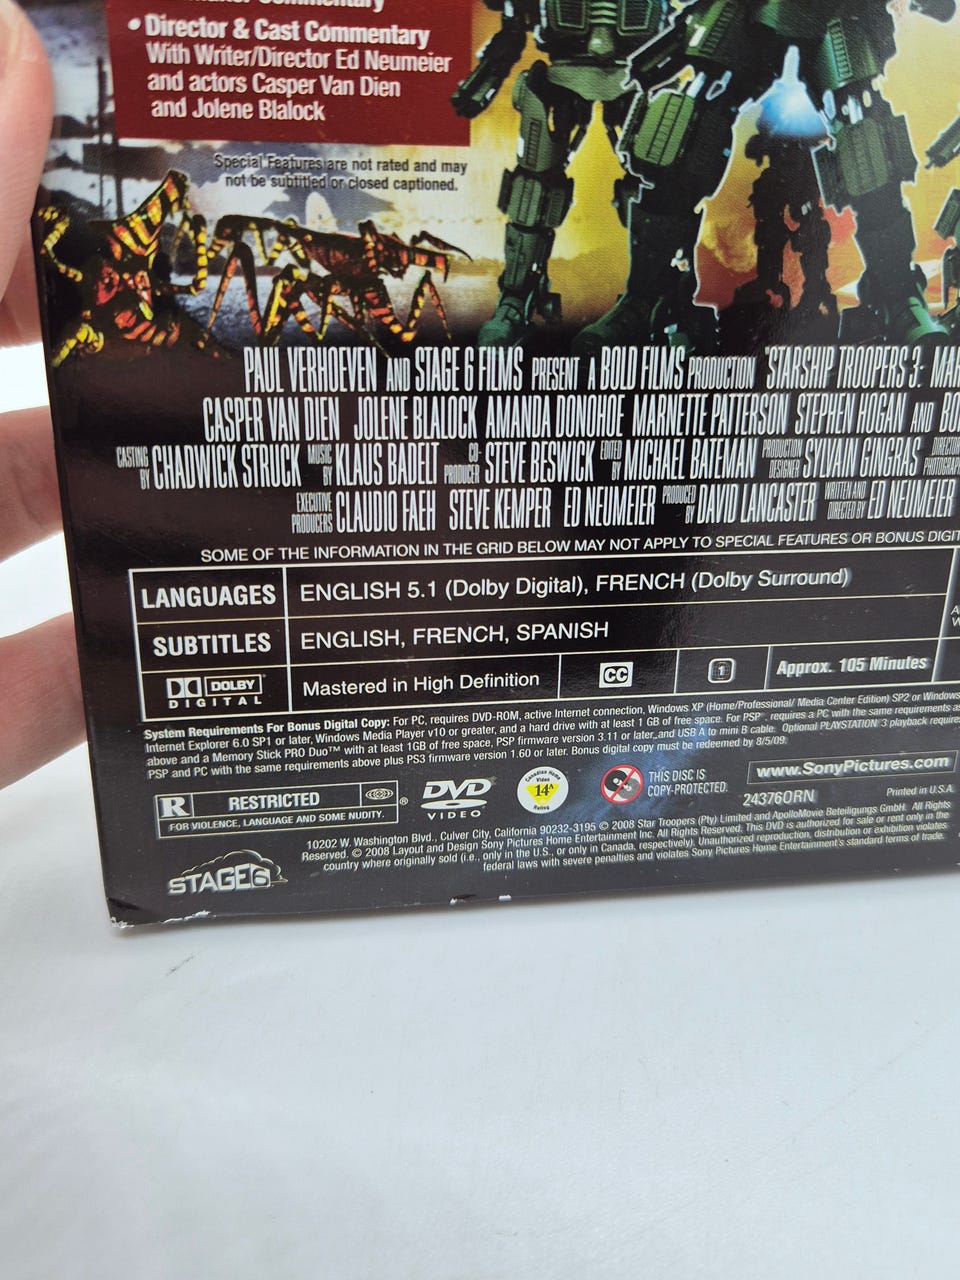 Commentary
• Director & Cast Commentary
With Writer/Director Ed Neumeier
and actors Casper Van Dien
and Jolene Blalock
Special Features are not rated and may
not be subtitled or closed captioned.
PAUL VERHOEVEN AND STAGE 6 FILMS PRESENT A BOLD FILMS PRODUCTION "STARSHIP TROOPERS 3:
CASPER VAN DIEN JOLENE BLALOCK AMANDA DONOHOE MARNETTE PATTERSON STEPHEN HOGAN AND
CASTING BY CHADWICK STRUCK MUSIC BY KLAUS BADELT CO-PRODUCER STEVE BESWICK EDITED BY MICHAEL BATEMAN PRODUCTION DESIGNER SYLVAIN GINGRAS
EXECUTIVE PRODUCERS CLAUDIO FAEH STEVE KEMPER ED NEUMEIER PRODUCED BY DAVID LANCASTER WRITTEN AND DIRECTED BY ED NEUMEIER
SOME OF THE INFORMATION IN THE GRID BELOW MAY NOT APPLY TO SPECIAL FEATURES OR BONUS DIGIT
LANGUAGES ENGLISH 5.1 (Dolby Digital), FRENCH (Dolby Surround)
SUBTITLES ENGLISH, FRENCH, SPANISH
DOLBY DIGITAL Mastered in High Definition CC 1 Approx. 105 Minutes
System Requirements For Bonus Digital Copy: For PC, requires DVD-ROM, active Internet connection, Windows XP (Home/Professional/ Media Center Edition) SP2 or Windows
Internet Explorer 6.0 SP1 or later, Windows Media Player v10 or greater, and a hard drive with at least 1 GB of free space. For PSP®, requires a PC with the same requirements as
above and a Memory Stick PRO Duo™ with at least 1GB of free space, PSP firmware version 3.11 or later, and USB A to mini B cable. Optional PLAYSTATION®3 playback requires
PSP and PC with the same requirements above plus PS3 firmware version 1.60 or later. Bonus digital copy must be redeemed by 8/5/09.
R RESTRICTED ®
FOR VIOLENCE, LANGUAGE AND SOME NUDITY.
DVD VIDEO
Canadian Home Video 14A Rating
THIS DISC IS
COPY-PROTECTED.
www.SonyPictures.com
24376ORN Printed in U.S.A.
10202 W. Washington Blvd., Culver City, California 90232-3195 © 2008 Star Troopers (Pty) Limited and ApolloMovie Beteiligungs GmbH. All Rights
Reserved. © 2008 Layout and Design Sony Pictures Home Entertainment Inc. All Rights Reserved. This DVD is authorized for sale or rent only in the
country where originally sold (i.e., only in the U.S., or only in Canada, respectively). Unauthorized reproduction, distribution or exhibition violates
federal laws with severe penalties and violates Sony Pictures Home Entertainment's standard terms of trade.
STAGE 6